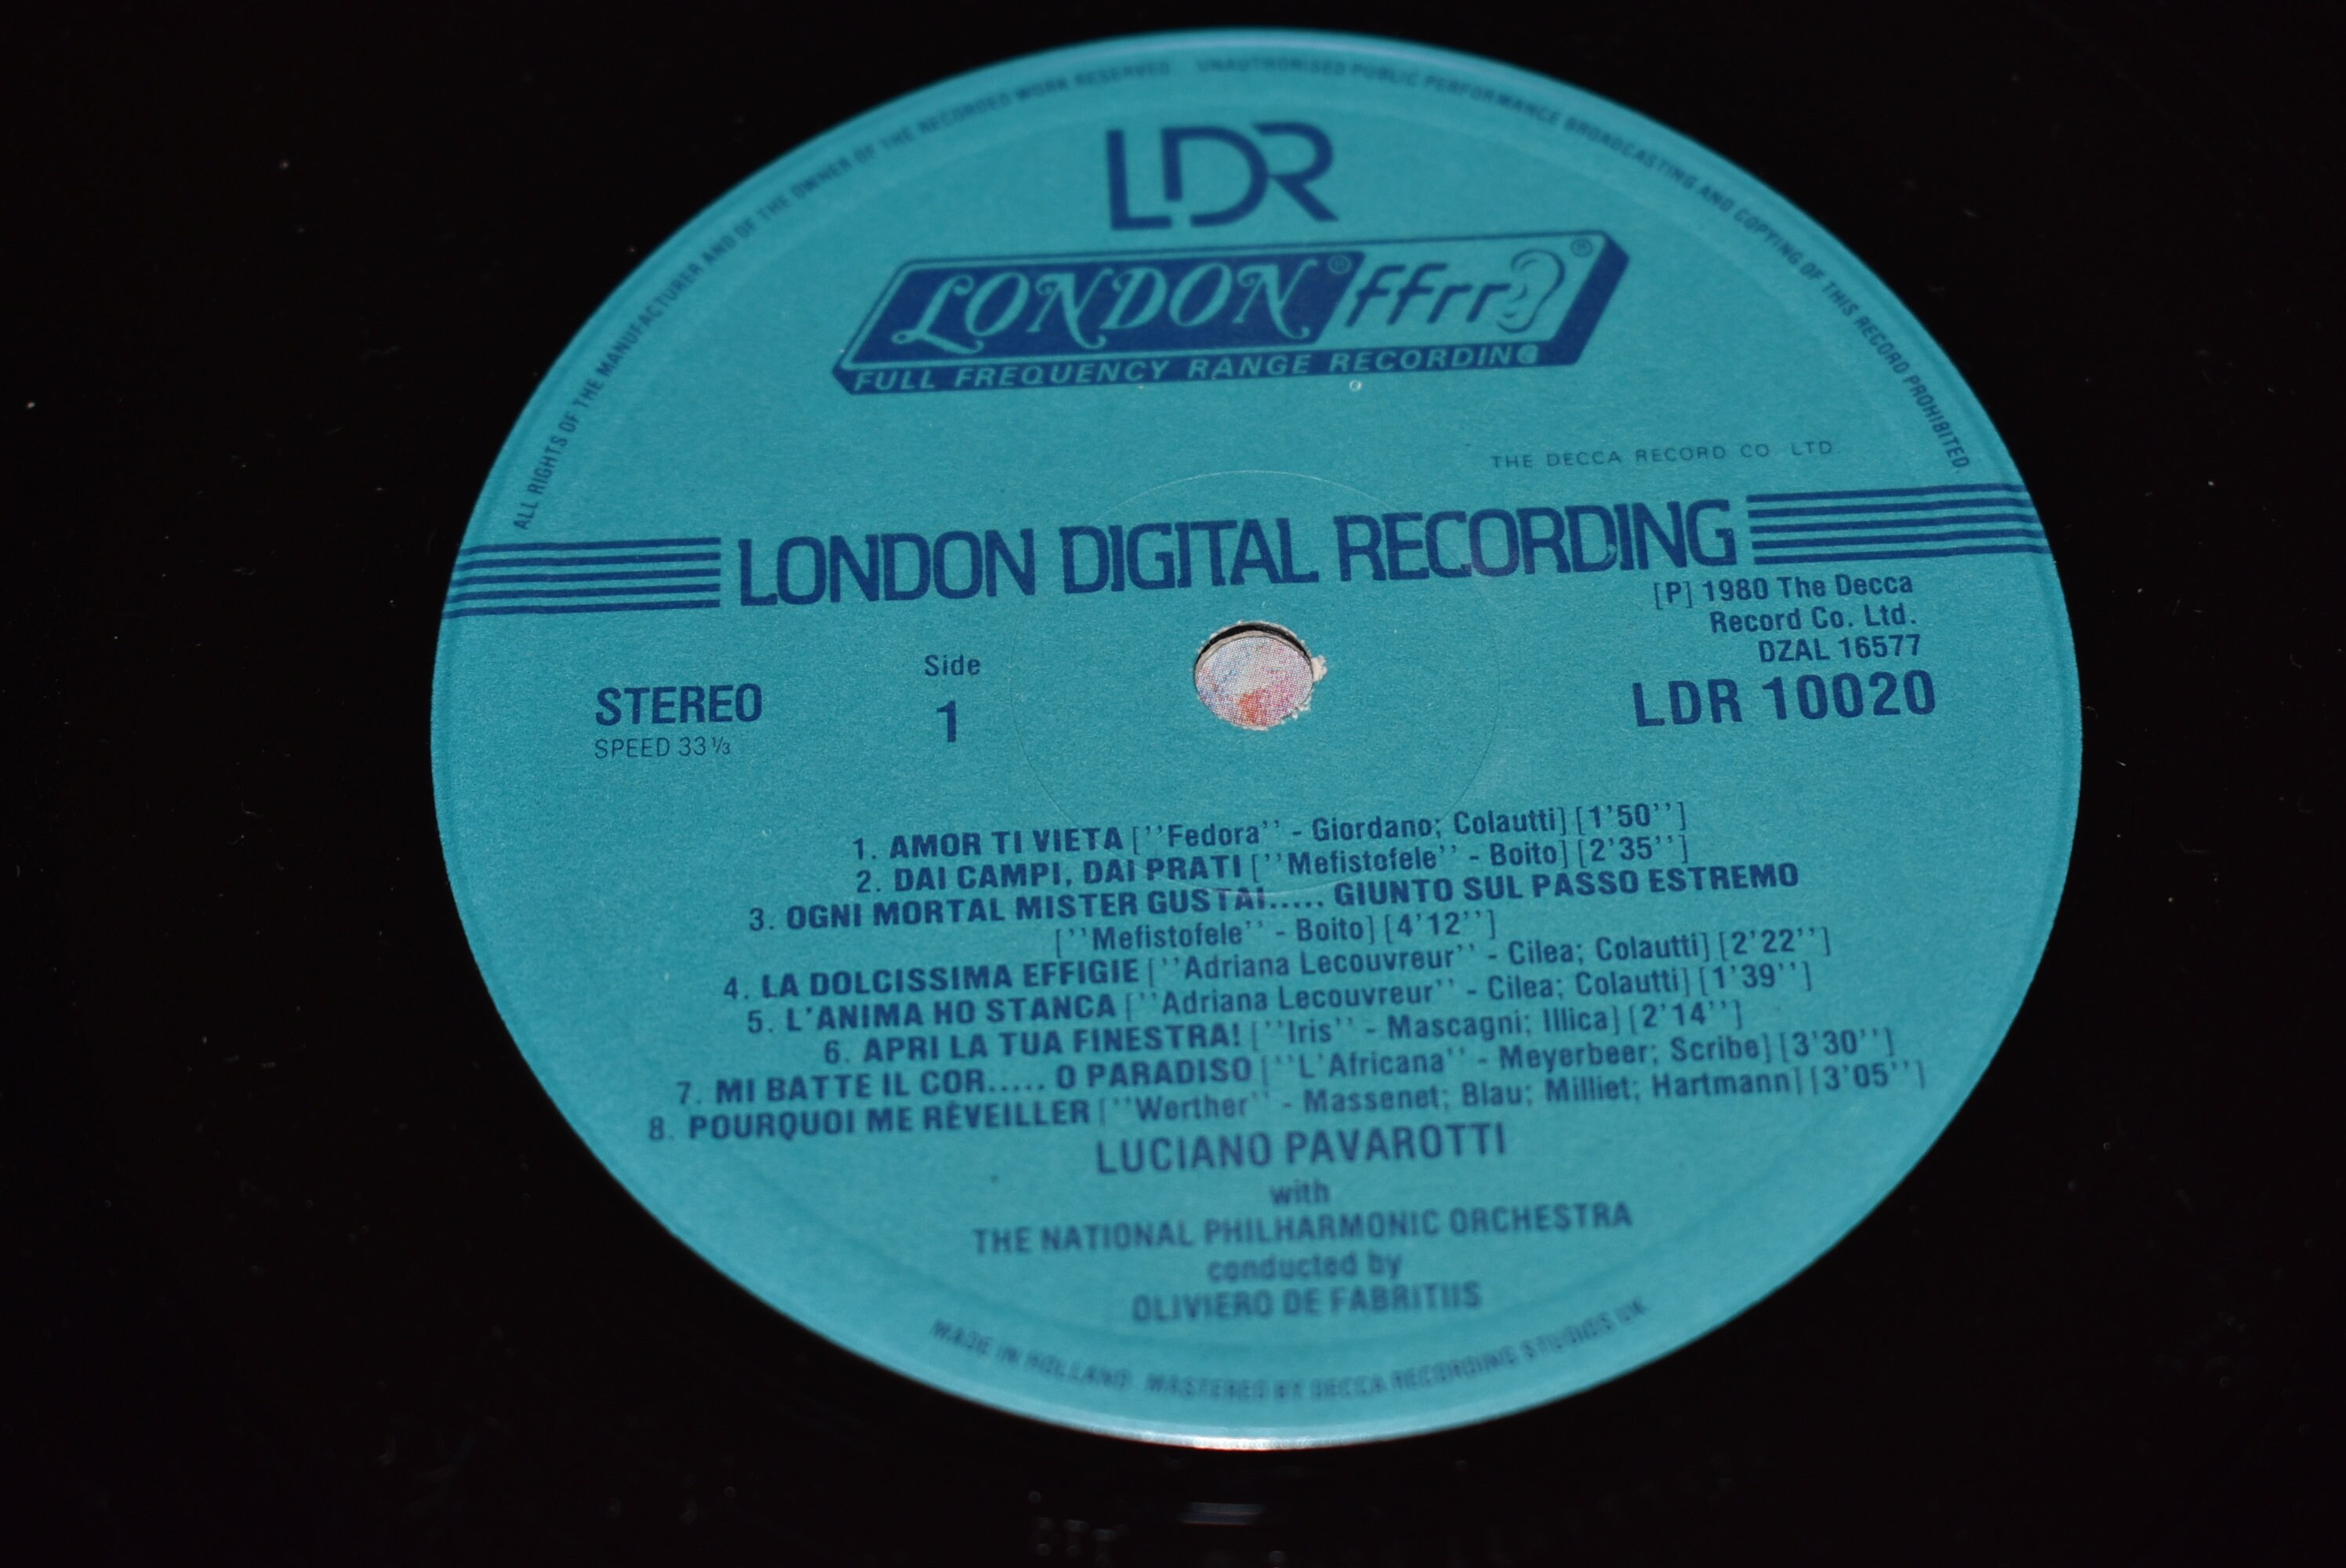 ALL RIGHTS OF THE MANUFACTURER AND OF THE OWNER OF THE RECORDED WORK RESERVED. UNAUTHORISED PUBLIC PERFORMANCE BROADCASTING AND COPYING OF THIS RECORD PROHIBITED.
LDR
LONDON® ffrr ®
FULL FREQUENCY RANGE RECORDING
THE DECCA RECORD CO LTD.
LONDON DIGITAL RECORDING
[P] 1980 The Decca
Record Co. Ltd.
DZAL 16577
LDR 10020
Side
1
STEREO
SPEED 33⅓
1. AMOR TI VIETA [''Fedora'' - Giordano; Colautti] [1'50'']
2. DAI CAMPI, DAI PRATI [''Mefistofele'' - Boito] [2'35'']
3. OGNI MORTAL MISTER GUSTAI..... GIUNTO SUL PASSO ESTREMO
[''Mefistofele'' - Boito] [4'12'']
4. LA DOLCISSIMA EFFIGIE [''Adriana Lecouvreur'' - Cilea; Colautti] [2'22'']
5. L'ANIMA HO STANCA [''Adriana Lecouvreur'' - Cilea; Colautti] [1'39'']
6. APRI LA TUA FINESTRA! [''Iris'' - Mascagni; Illica] [2'14'']
7. MI BATTE IL COR..... O PARADISO [''L'Africana'' - Meyerbeer; Scribe] [3'30'']
8. POURQUOI ME RÉVEILLER [''Werther'' - Massenet; Blau; Milliet; Hartmann] [3'05'']
LUCIANO PAVAROTTI
with
THE NATIONAL PHILHARMONIC ORCHESTRA
conducted by
OLIVIERO DE FABRITIIS
MADE IN HOLLAND MASTERED BY DECCA RECORDING STUDIOS UK